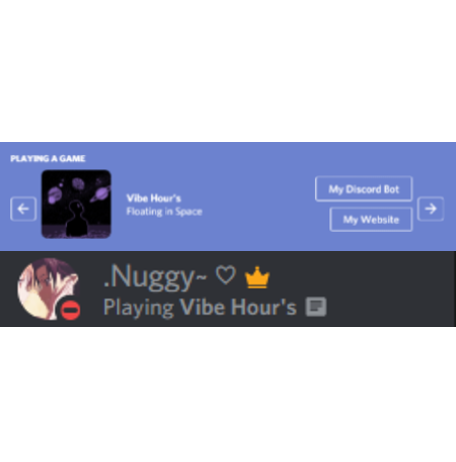 PLAYING A GAME
Vibe Hour's
Floating in Space
My Discord Bot
My Website
.Nuggy~ ♡
Playing Vibe Hour's